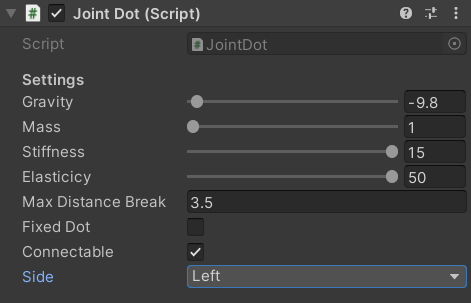 Joint Dot (Script)
Script JointDot
Settings
Gravity -9.8
Mass 1
Stiffness 15
Elasticicy 50
Max Distance Break 3.5
Fixed Dot
Connectable
Side Left